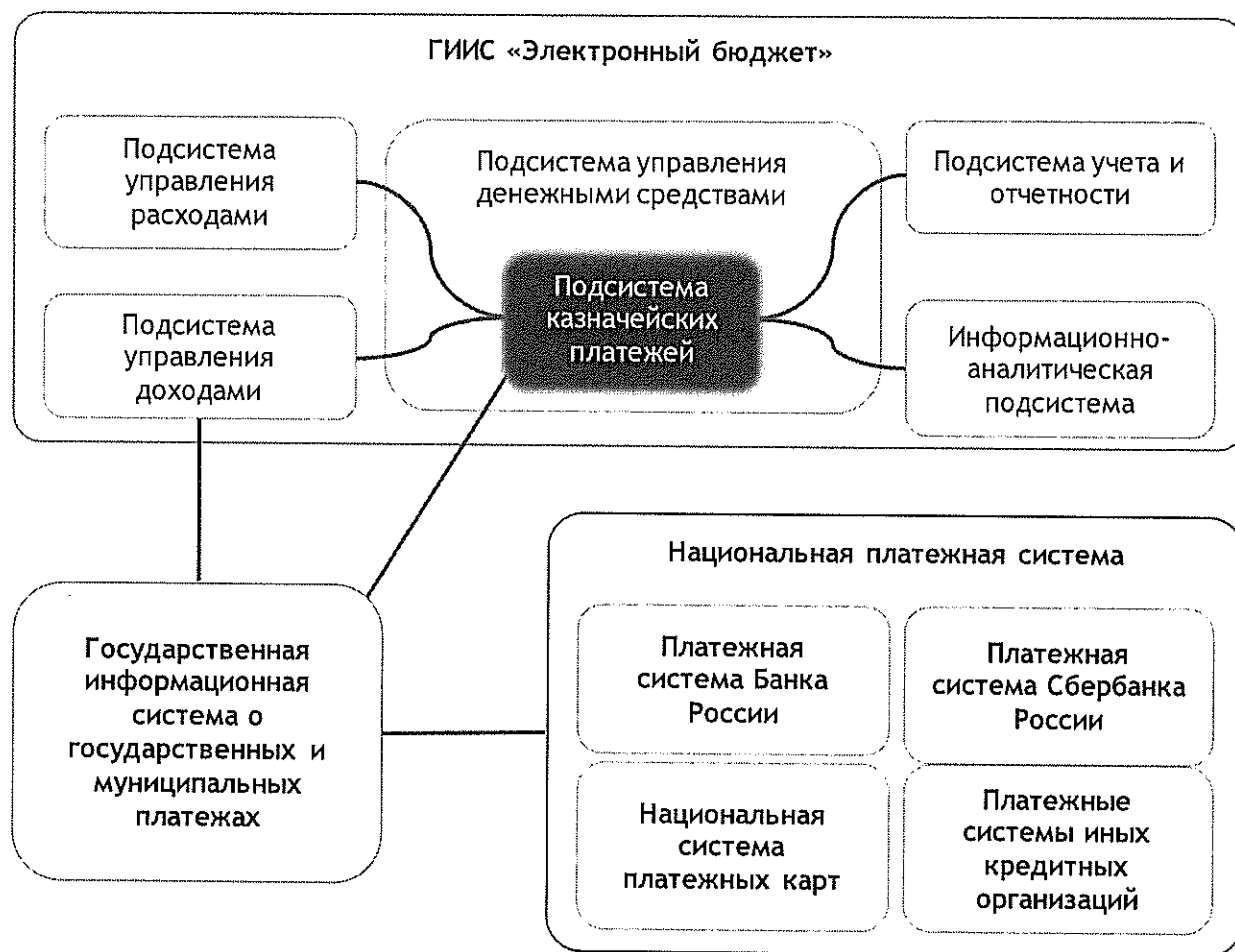 ГИИС «Электронный бюджет»
Подсистема
управления
расходами
Подсистема управления
денежными средствами
Подсистема учета и
отчетности
Подсистема
казначейских
платежей
Подсистема
управления
доходами
Информационно-
аналитическая
подсистема
Национальная платежная система
Государственная
информационная
система о
государственных и
муниципальных
платежах
Платежная
система Банка
России
Платежная
система Сбербанка
России
Национальная
система
платежных карт
Платежные
системы иных
кредитных
организаций